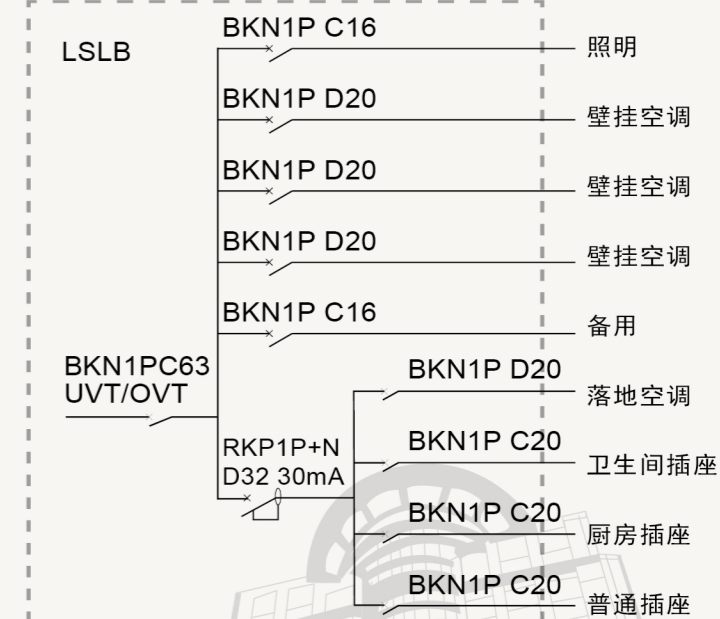 LSLB
BKN1P C16
照明
BKN1P D20
壁挂空调
BKN1P D20
壁挂空调
BKN1P D20
壁挂空调
BKN1P C16
备用
BKN1PC63
UVT/OVT
RKP1P+N
D32 30mA
BKN1P D20
落地空调
BKN1P C20
卫生间插座
BKN1P C20
厨房插座
BKN1P C20
普通插座